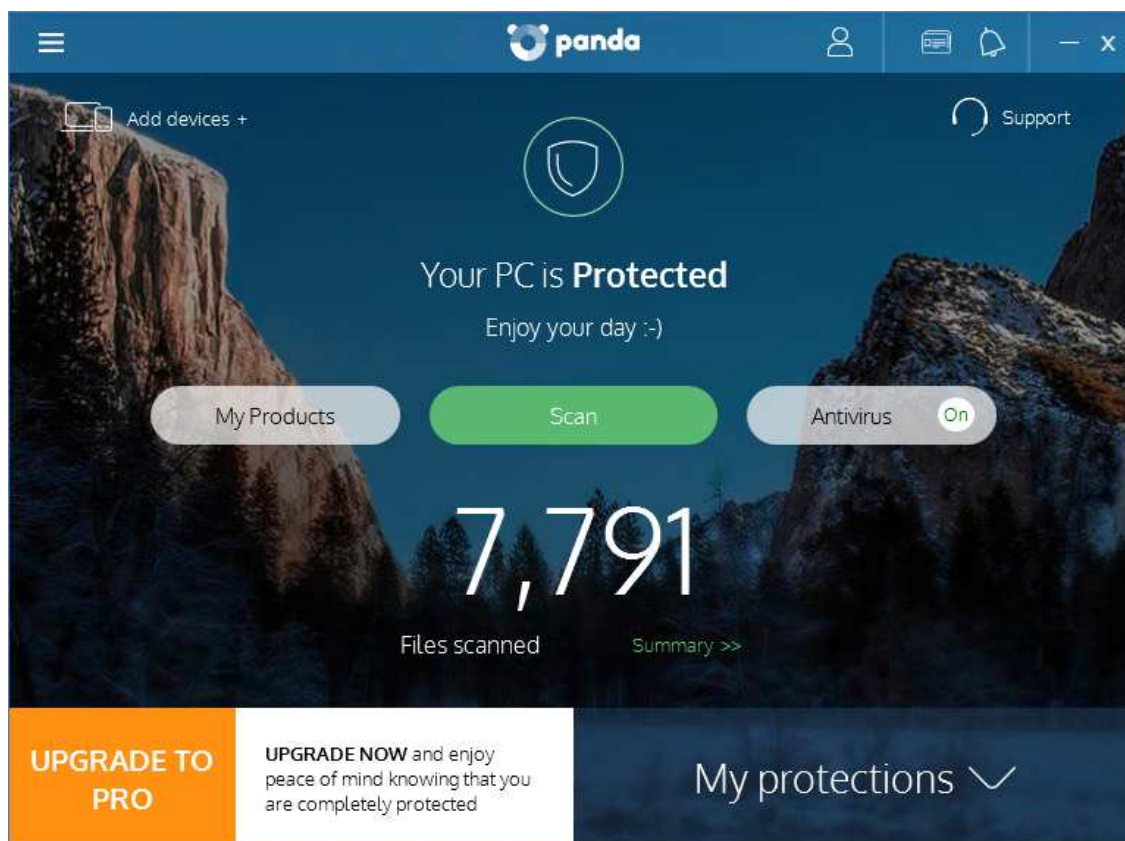 panda
x
Add devices +
Support
Your PC is Protected
Enjoy your day :-)
My Products
Scan
Antivirus On
7,791
Files scanned Summary >>
UPGRADE TO
PRO
UPGRADE NOW and enjoy
peace of mind knowing that you
are completely protected
My protections